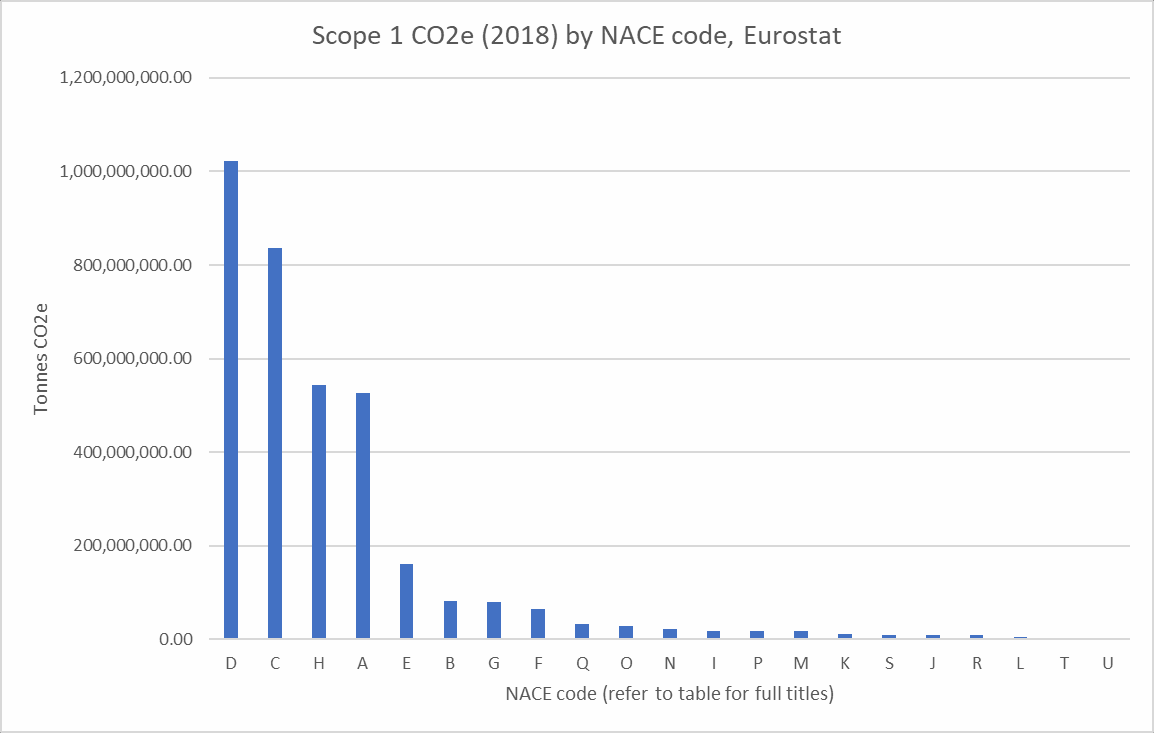 Scope 1 CO2e (2018) by NACE code, Eurostat
1,200,000,000.00
1,000,000,000.00
800,000,000.00
600,000,000.00
400,000,000.00
200,000,000.00
0.00
Tonnes CO2e
D C H A E B G F Q O N I P M K S J R L T U
NACE code (refer to table for full titles)